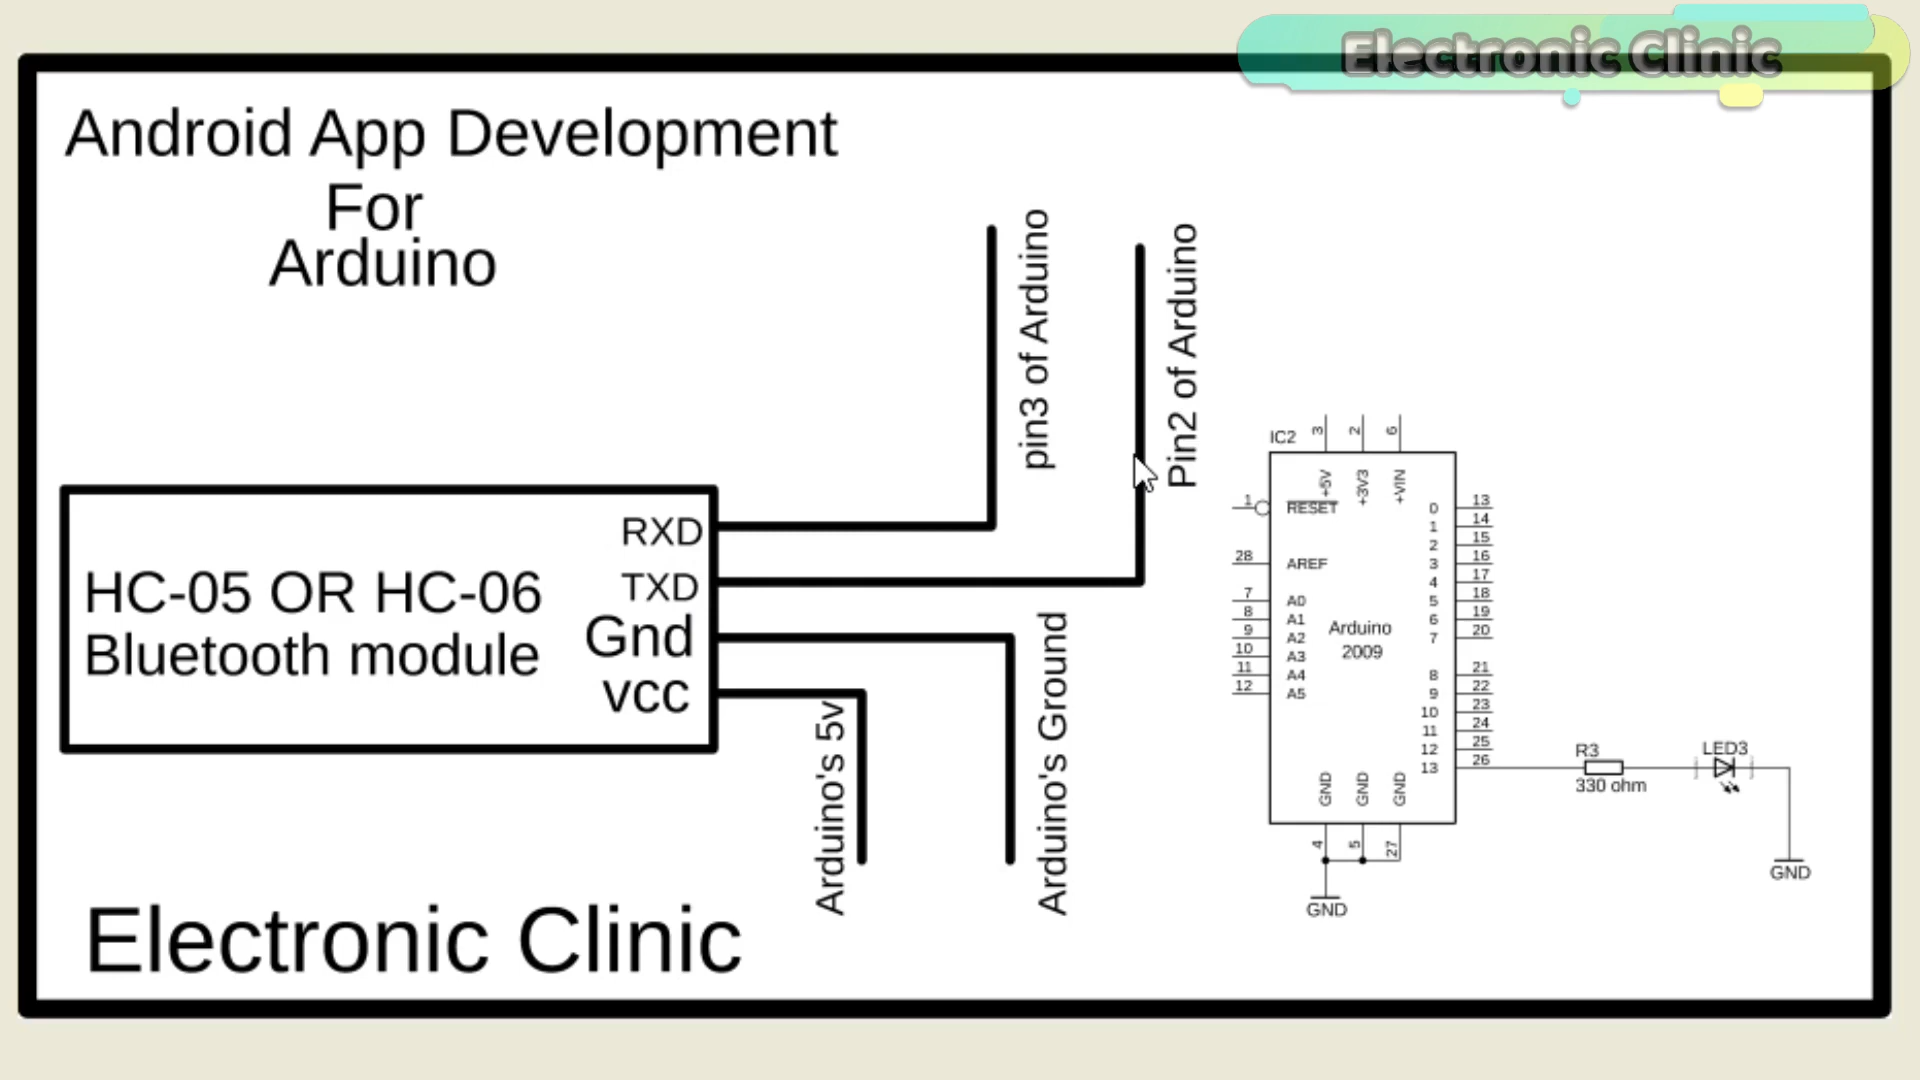 Electronic Clinic
Android App Development
For
Arduino
pin3 of Arduino
Pin2 of Arduino
RXD
TXD
Gnd
vcc
HC-05 OR HC-06
Bluetooth module
Arduino's 5v
Arduino's Ground
Electronic Clinic
IC2
3
2
6
+5V
+3V3
+VIN
1
RESET
28
AREF
7
A0
8
A1
9
A2
10
A3
11
A4
12
A5
Arduino
2009
0
13
1
14
2
15
3
16
4
17
5
18
6
19
7
20
8
21
9
22
10
23
11
24
12
25
13
26
GND
GND
GND
4
5
27
GND
R3
330 ohm
LED3
GND